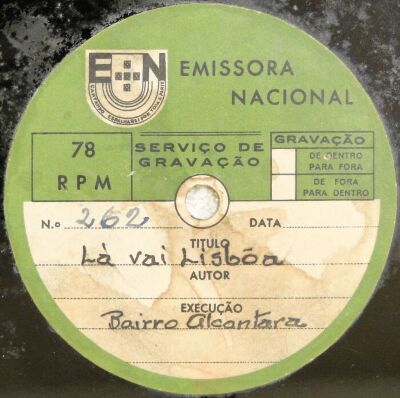 E N
EMISSORA
NACIONAL
78
RPM
SERVIÇO DE
GRAVAÇÃO
GRAVAÇÃO
DE DENTRO
PARA FORA
DE FORA
PARA DENTRO
N.º 262 DATA
TITULO
Là vai Lisbôa
AUTOR
EXECUÇÃO
Bairro Alcantara